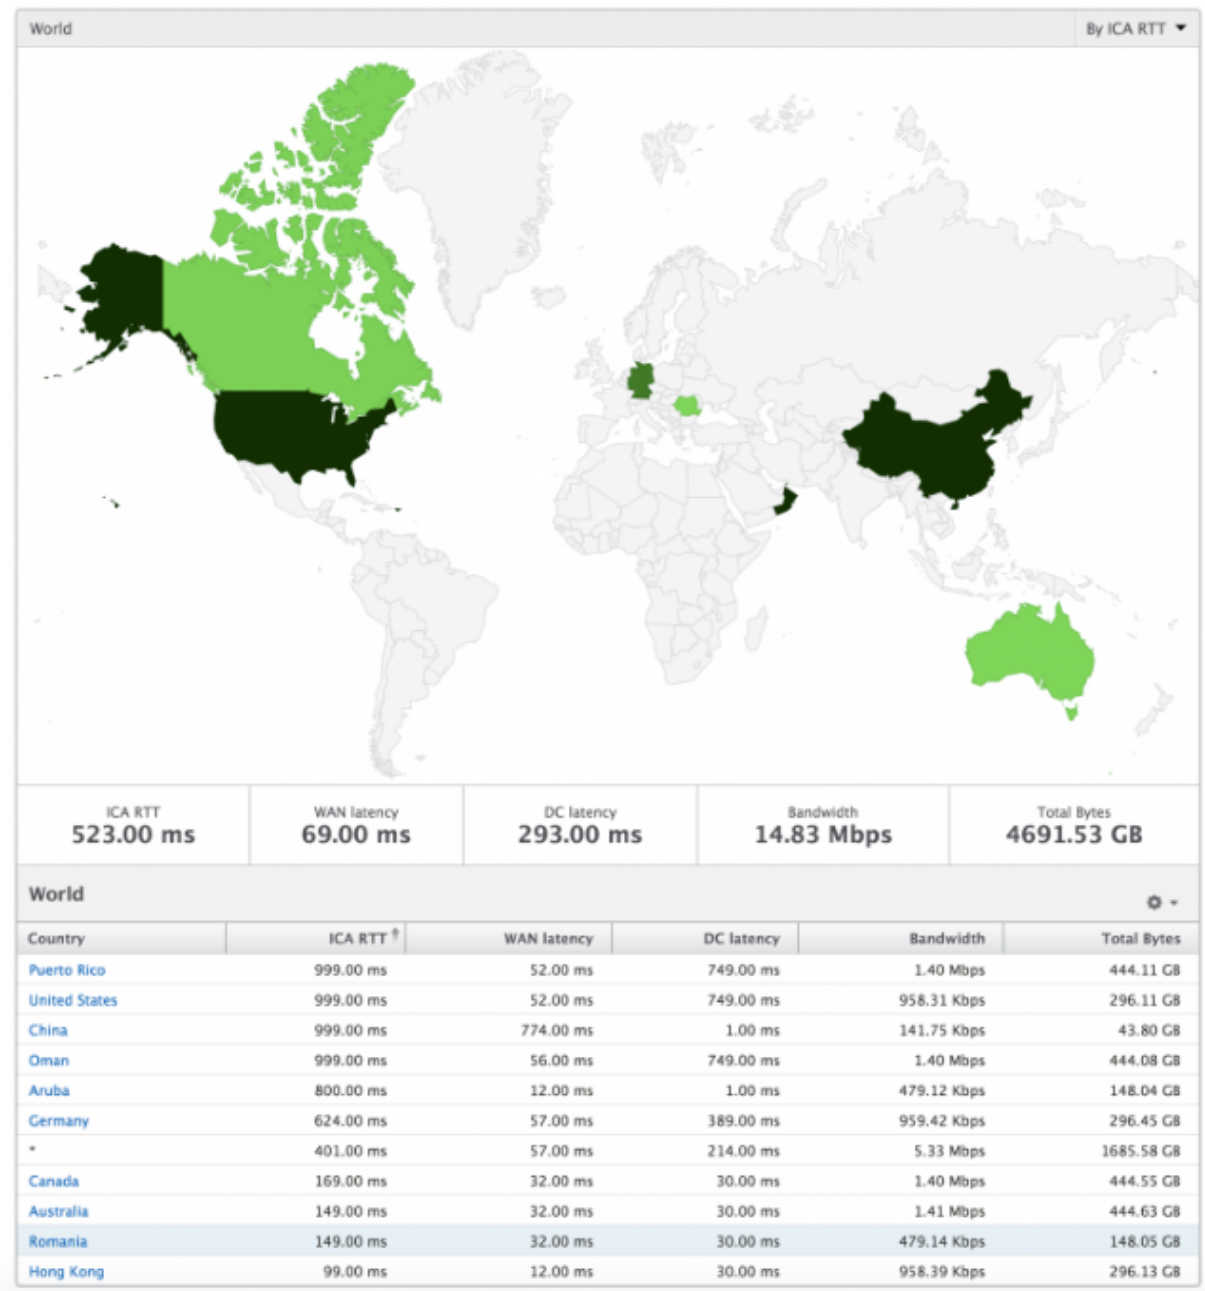 World By ICA RTT
ICA RTT WAN latency DC latency Bandwidth Total Bytes
523.00 ms 69.00 ms 293.00 ms 14.83 Mbps 4691.53 GB
World
Country ICA RTT WAN latency DC latency Bandwidth Total Bytes
Puerto Rico 999.00 ms 52.00 ms 749.00 ms 1.40 Mbps 444.11 GB
United States 999.00 ms 52.00 ms 749.00 ms 958.31 Kbps 296.11 GB
China 999.00 ms 774.00 ms 1.00 ms 141.75 Kbps 43.80 GB
Oman 999.00 ms 56.00 ms 749.00 ms 1.40 Mbps 444.08 GB
Aruba 800.00 ms 12.00 ms 1.00 ms 479.12 Kbps 148.04 GB
Germany 624.00 ms 57.00 ms 389.00 ms 959.42 Kbps 296.45 GB
* 401.00 ms 57.00 ms 214.00 ms 5.33 Mbps 1685.58 GB
Canada 169.00 ms 32.00 ms 30.00 ms 1.40 Mbps 444.55 GB
Australia 149.00 ms 32.00 ms 30.00 ms 1.41 Mbps 444.63 GB
Romania 149.00 ms 32.00 ms 30.00 ms 479.14 Kbps 148.05 GB
Hong Kong 99.00 ms 12.00 ms 30.00 ms 958.39 Kbps 296.13 GB